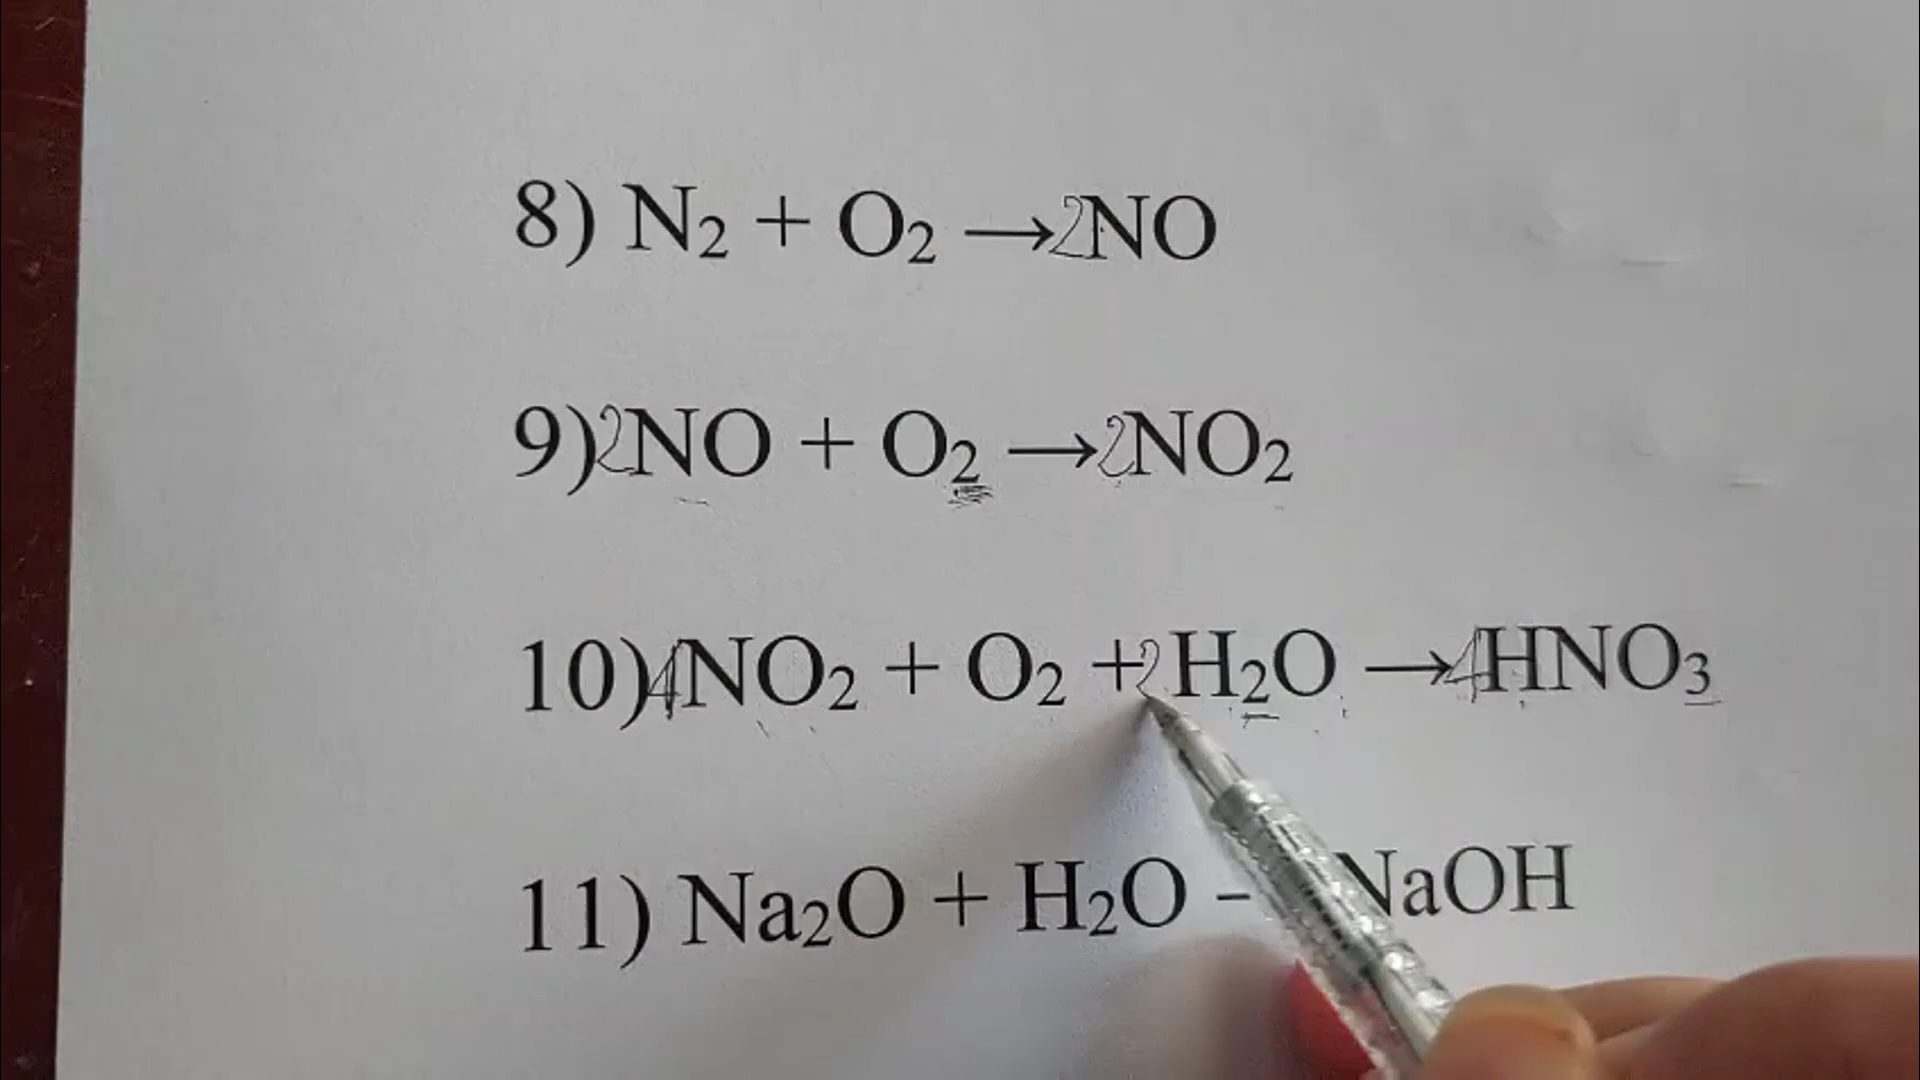 8) N₂ + O₂ →2NO
9)2NO + O₂ →2NO₂
10)4NO₂ + O₂ +2H₂O →4HNO₃
11) Na₂O + H₂O - NaOH